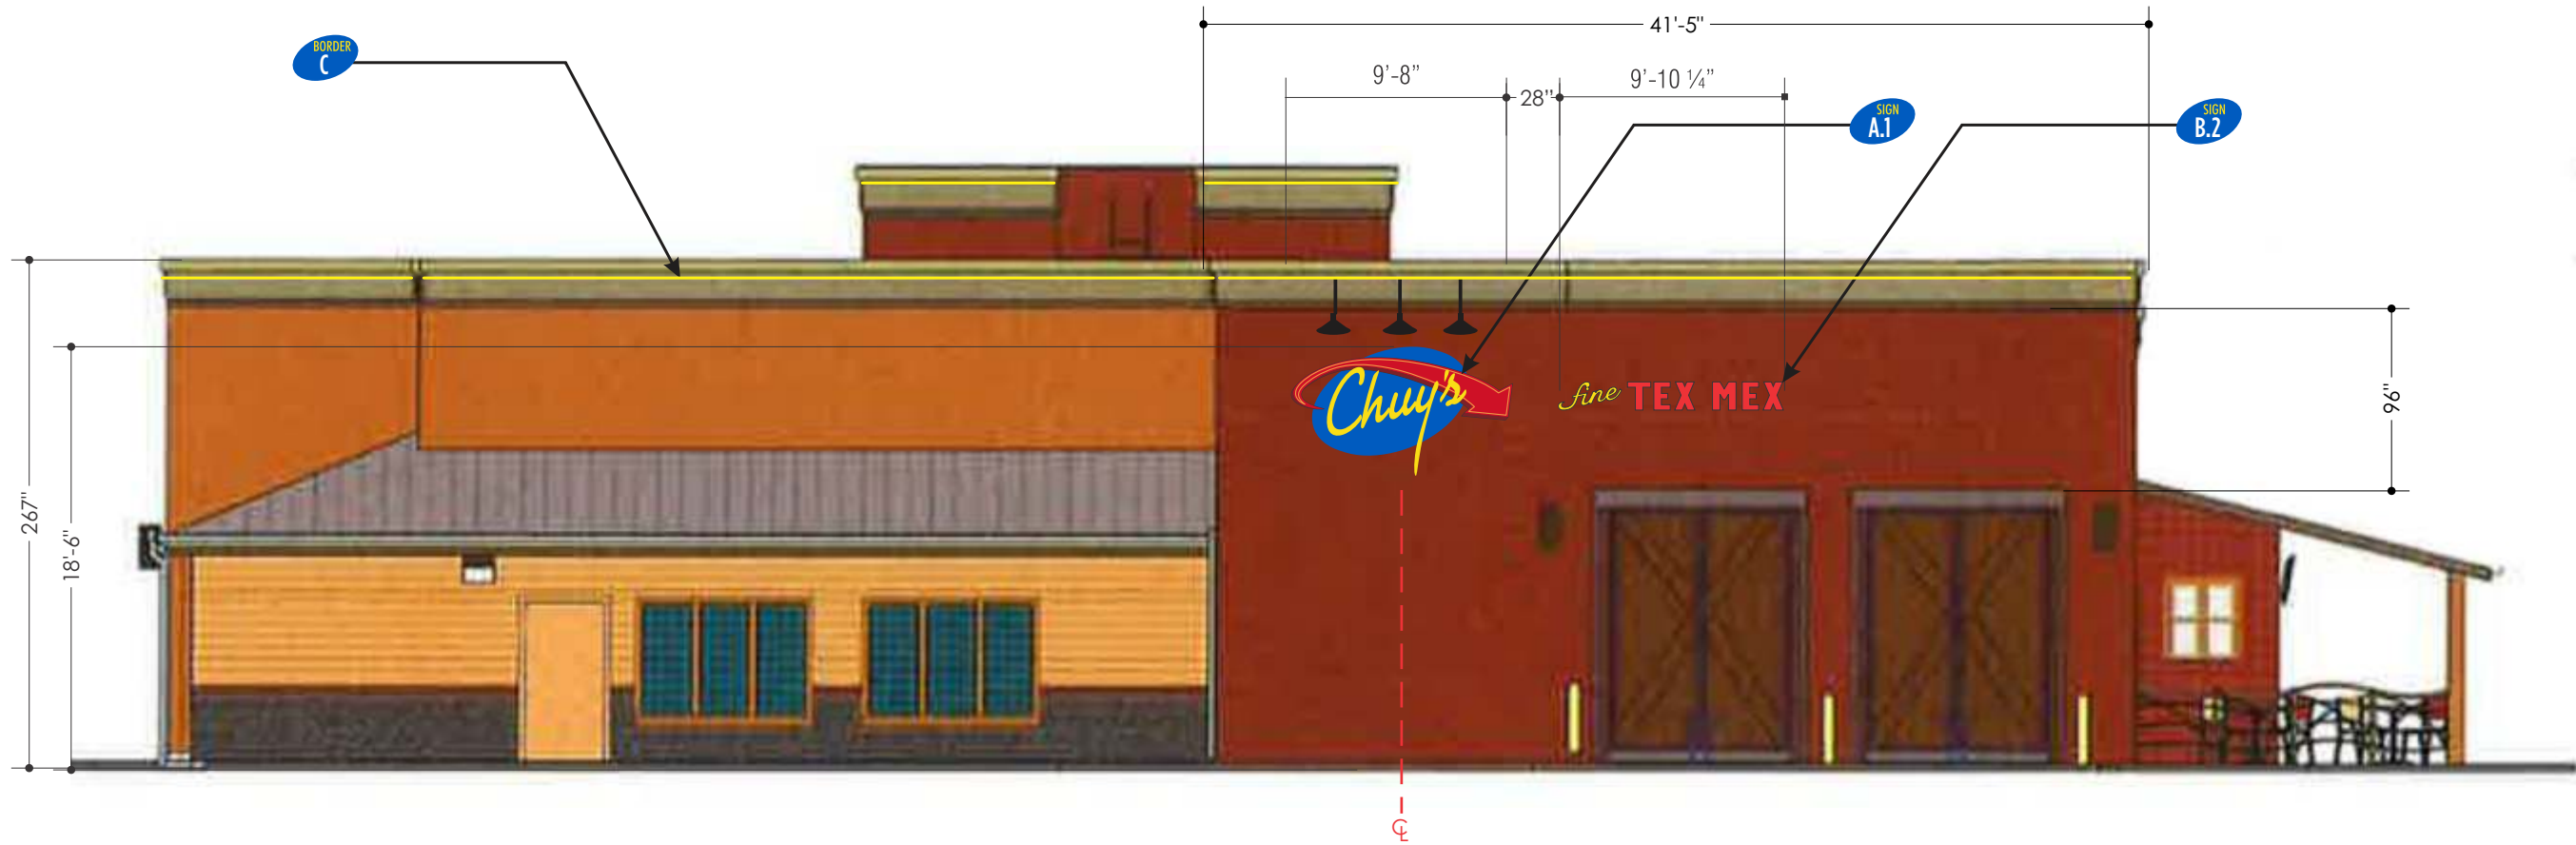 41'-5"
BORDER
C
9'-8"
28"
9'-10 ¼"
SIGN
A.1
SIGN
B.2
Chuy's
fine TEX MEX
96"
267"
18'-6"
℄